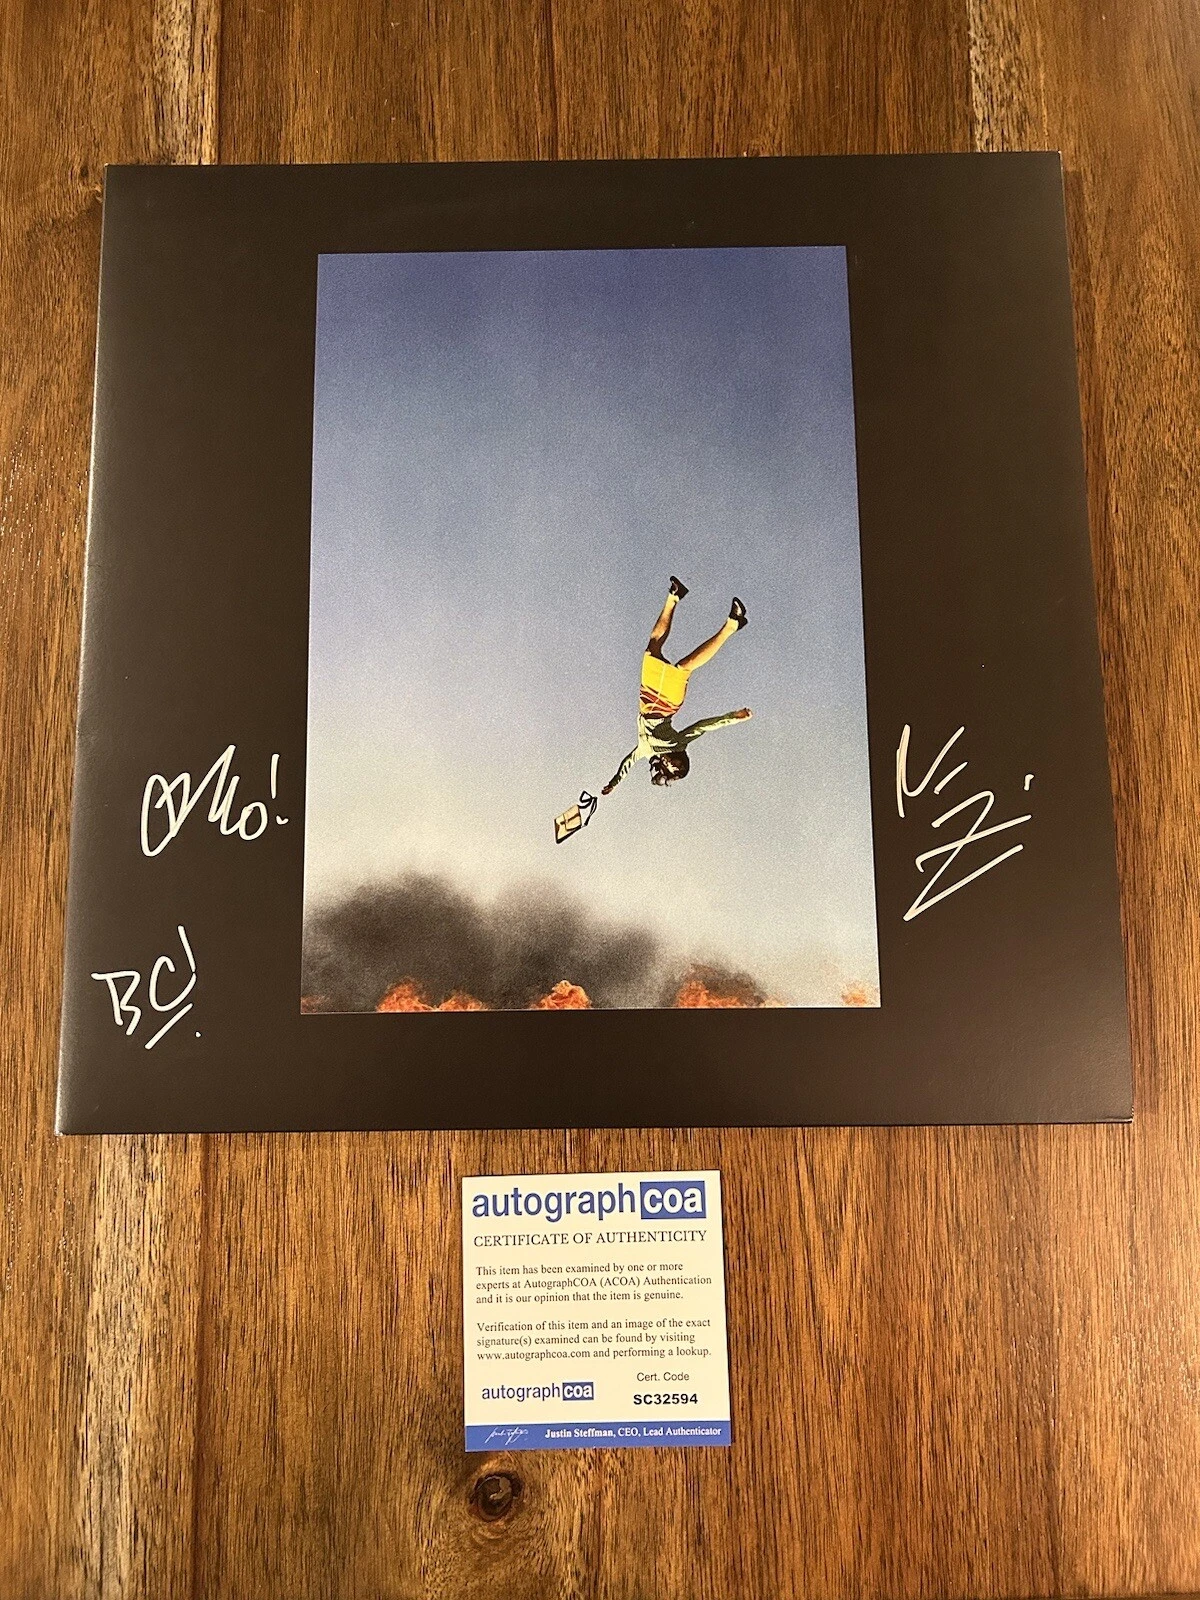 BC!
N.Z.
autographcoa
CERTIFICATE OF AUTHENTICITY
This item has been examined by one or more
experts at AutographCOA (ACOA) Authentication
and it is our opinion that the item is genuine.
Verification of this item and an image of the exact
signature(s) examined can be found by visiting
www.autographcoa.com and performing a lookup.
Cert. Code
autographcoa
SC32594
Justin Steffman, CEO, Lead Authenticator